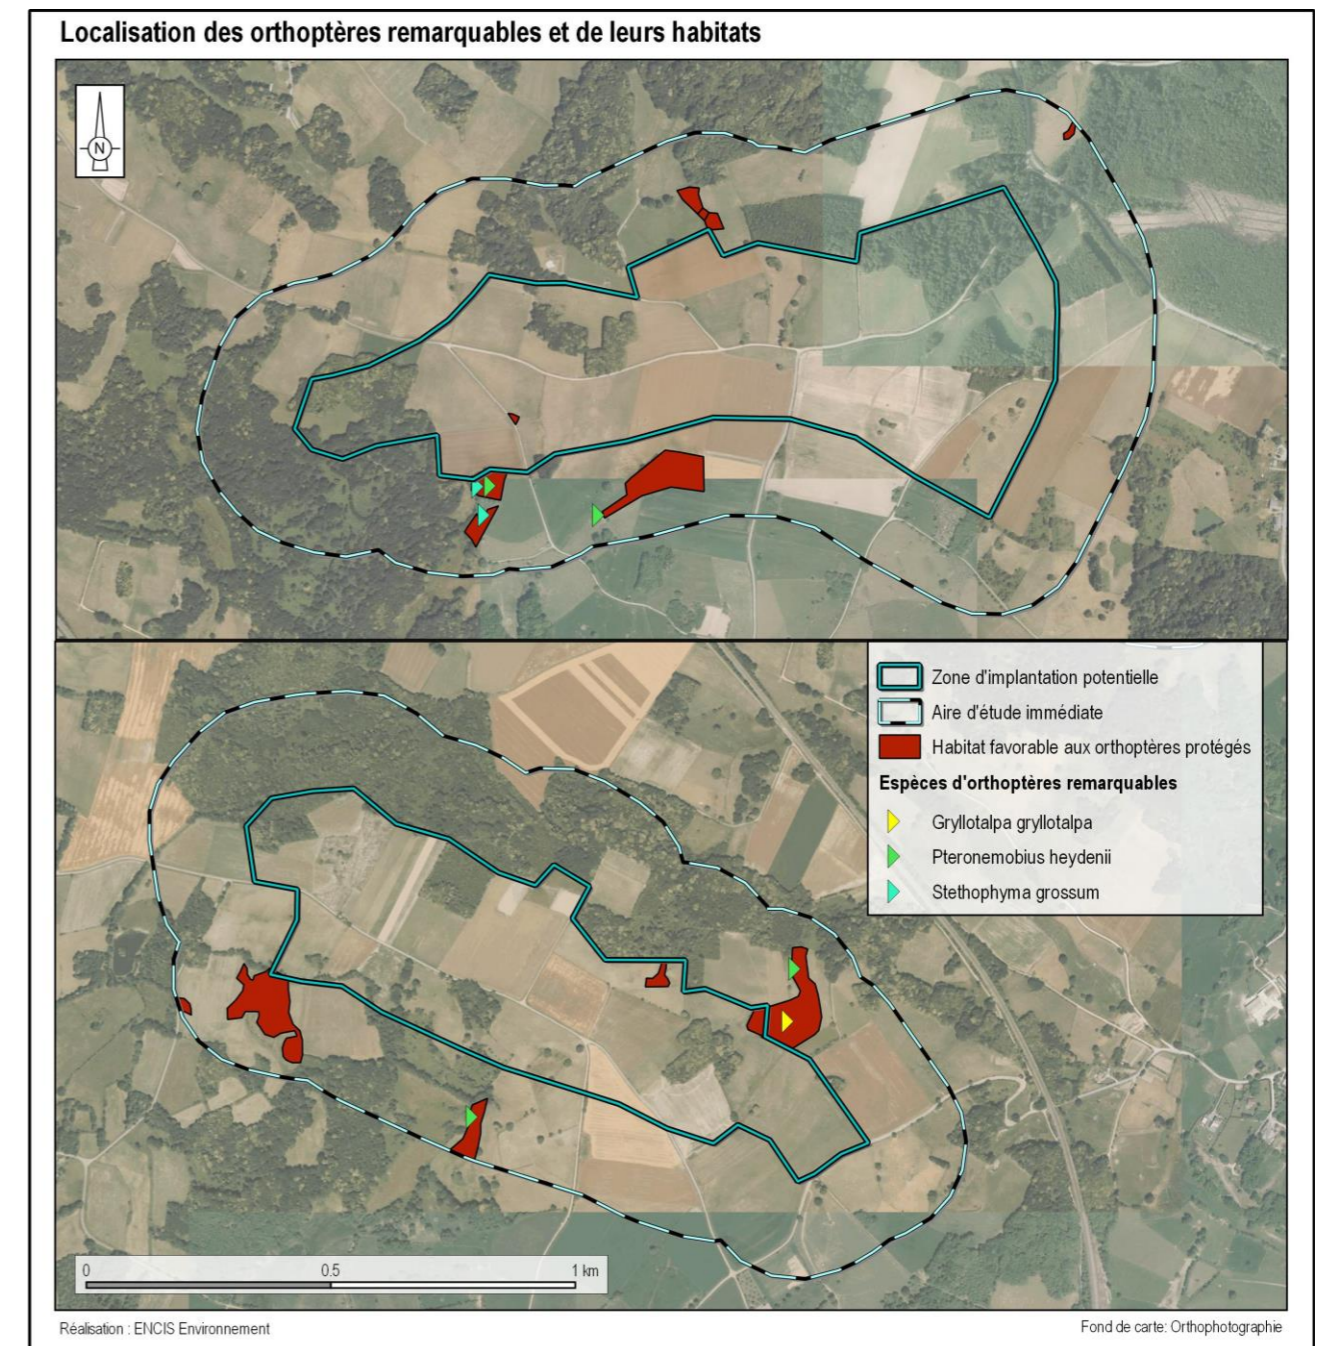 Localisation des orthoptères remarquables et de leurs habitats
N
Zone d'implantation potentielle
Aire d'étude immédiate
Habitat favorable aux orthoptères protégés
Espèces d'orthoptères remarquables
Gryllotalpa gryllotalpa
Pteronemobius heydenii
Stethophyma grossum
0 0.5 1 km
Réalisation : ENCIS Environnement
Fond de carte: Orthophotographie